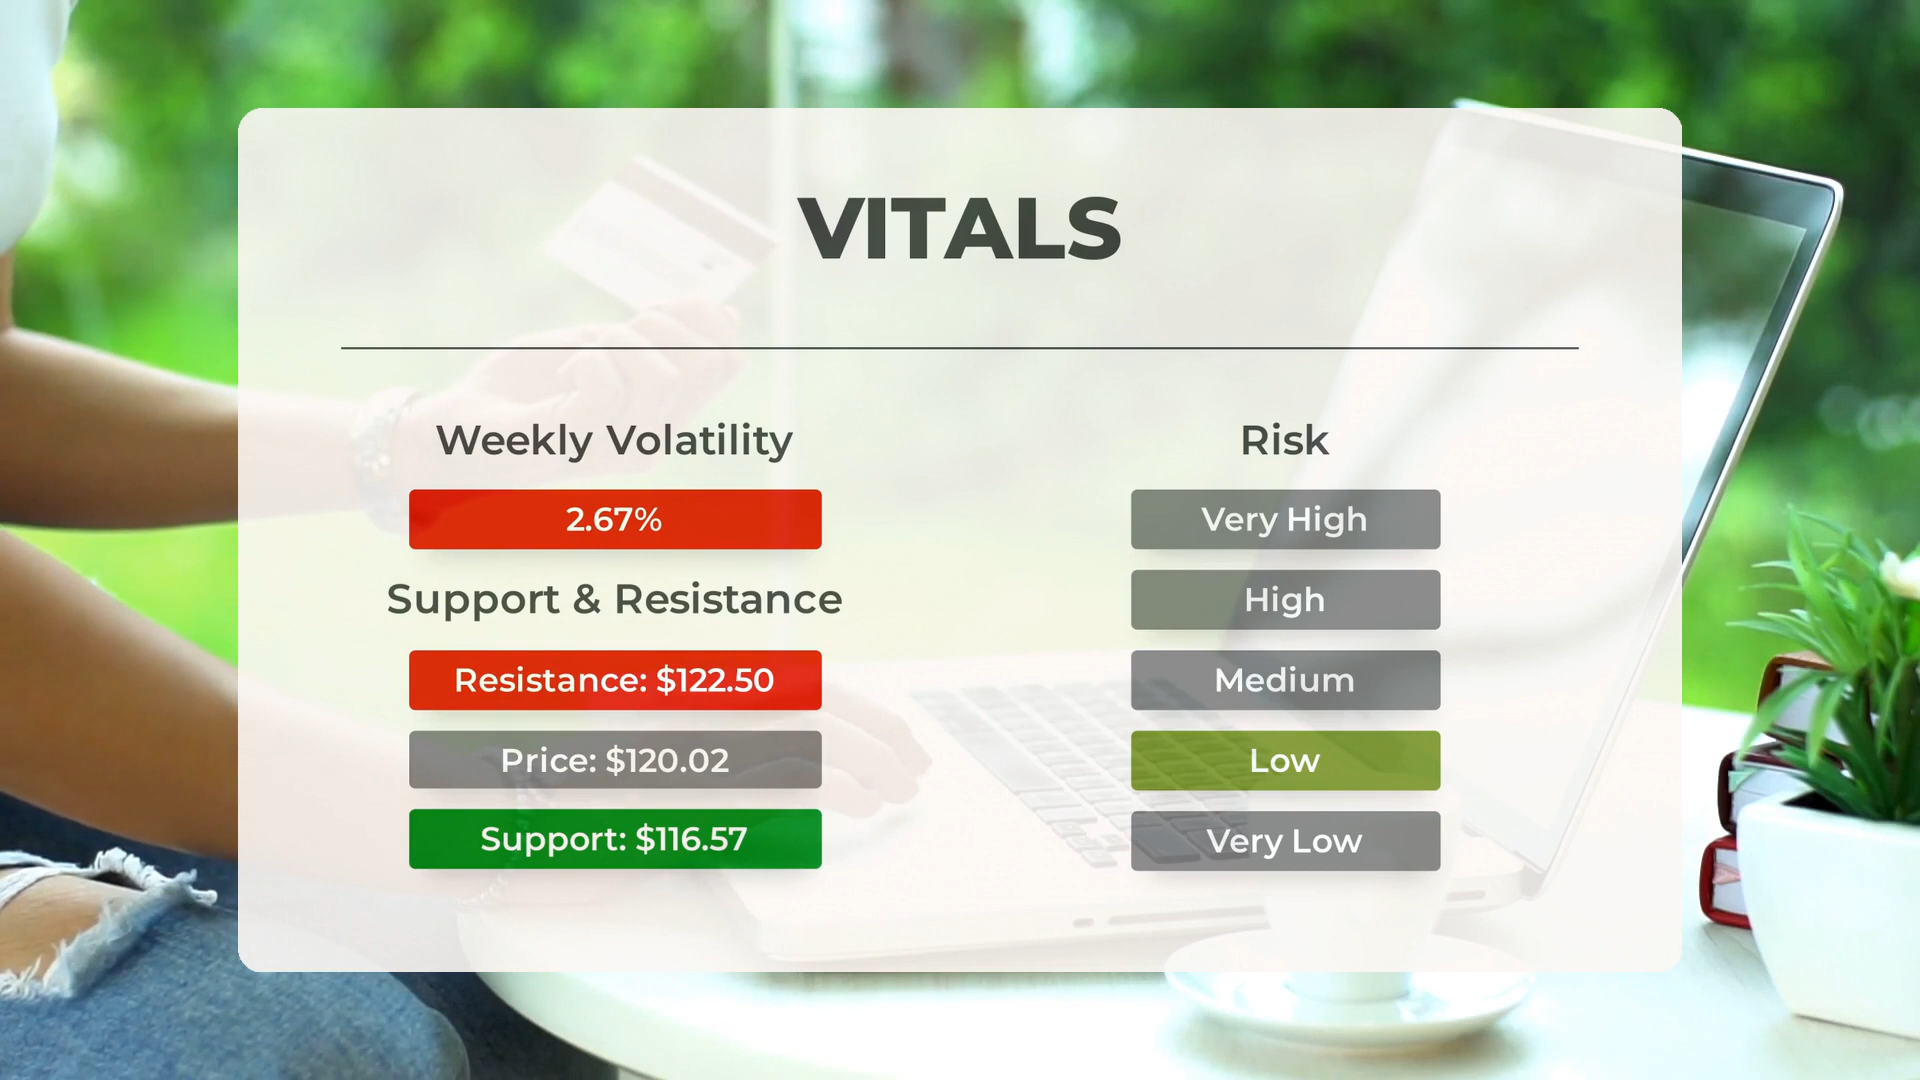 VITALS
Weekly Volatility
2.67%
Support & Resistance
Resistance: $122.50
Price: $120.02
Support: $116.57
Risk
Very High
High
Medium
Low
Very Low